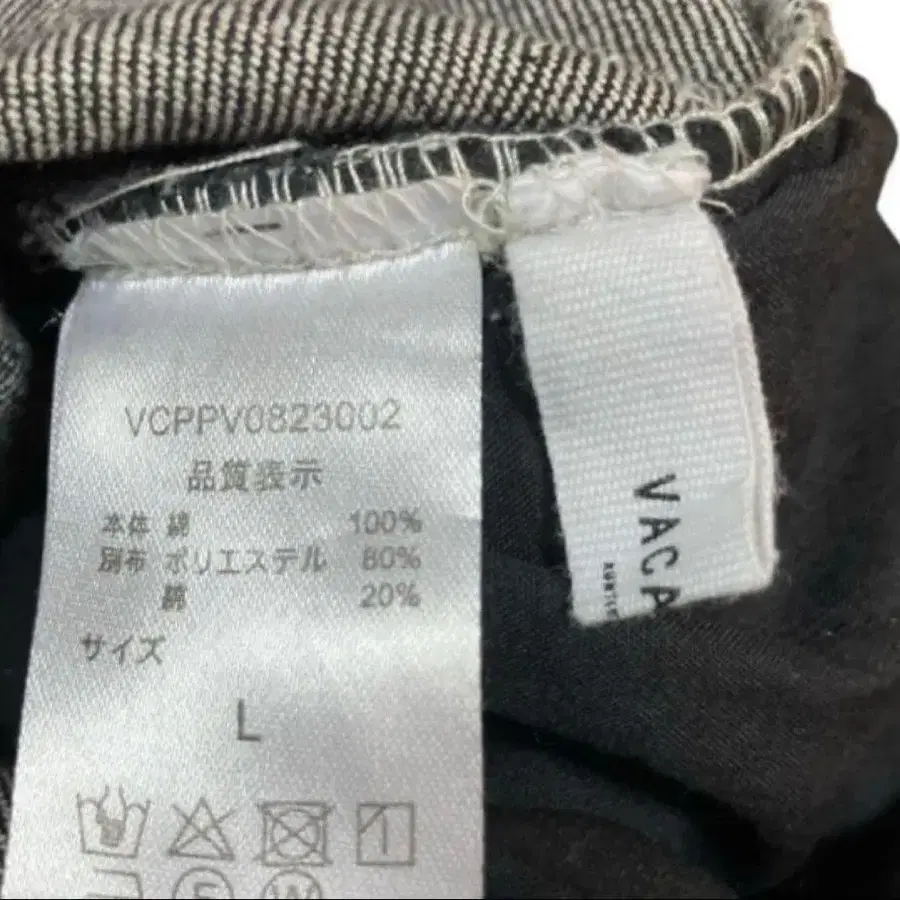 VCPPV0823002
品質表示
本体 綿 100%
別布 ポリエステル 80%
綿 20%
サイズ
L
VACA